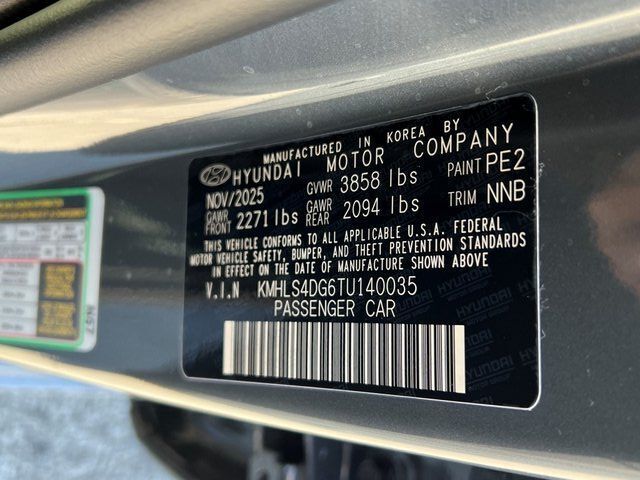 MANUFACTURED IN KOREA BY
HYUNDAI MOTOR COMPANY
NOV/2025 GVWR 3858 lbs PAINT PE2
GAWR FRONT 2271 lbs GAWR REAR 2094 lbs TRIM NNB
THIS VEHICLE CONFORMS TO ALL APPLICABLE U.S.A. FEDERAL
MOTOR VEHICLE SAFETY, BUMPER, AND THEFT PREVENTION STANDARDS
IN EFFECT ON THE DATE OF MANUFACTURE SHOWN ABOVE
V.I.N KMHLS4DG6TU140035
PASSENGER CAR